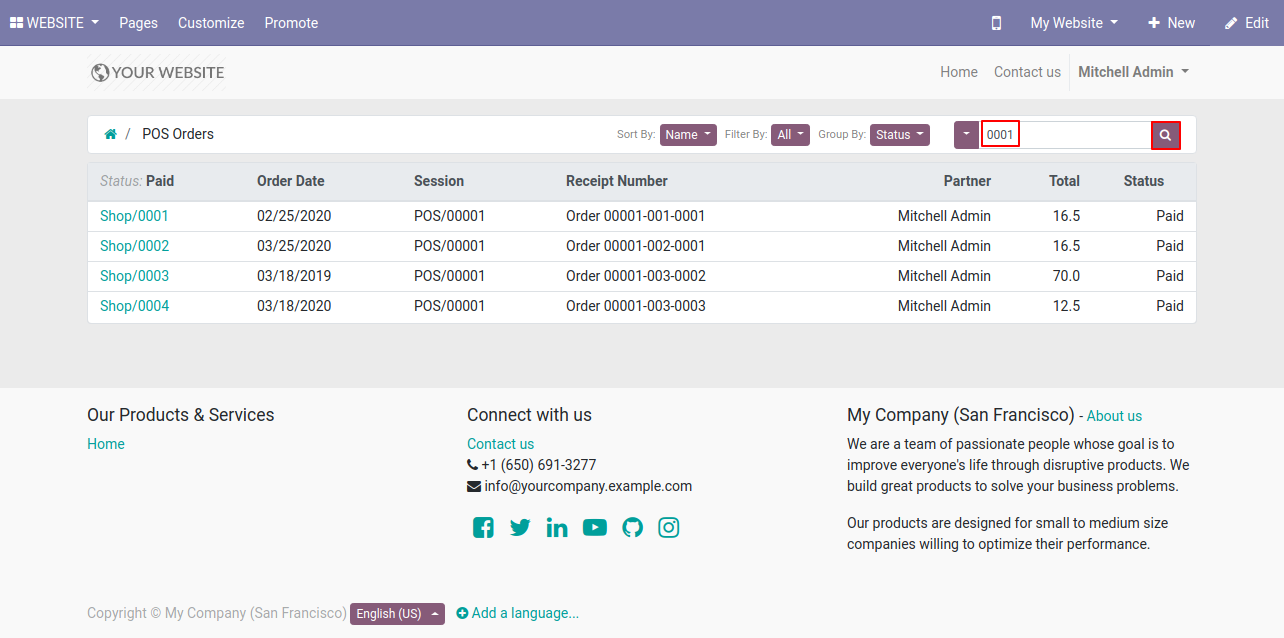 WEBSITE Pages Customize Promote My Website New Edit
YOUR WEBSITE Home Contact us Mitchell Admin
/ POS Orders Sort By: Name Filter By: All Group By: Status 0001
Status: Paid Order Date Session Receipt Number Partner Total Status
Shop/0001 02/25/2020 POS/00001 Order 00001-001-0001 Mitchell Admin 16.5 Paid
Shop/0002 03/25/2020 POS/00001 Order 00001-002-0001 Mitchell Admin 16.5 Paid
Shop/0003 03/18/2019 POS/00001 Order 00001-003-0002 Mitchell Admin 70.0 Paid
Shop/0004 03/18/2020 POS/00001 Order 00001-003-0003 Mitchell Admin 12.5 Paid
Our Products & Services
Home
Connect with us
Contact us
+1 (650) 691-3277
info@yourcompany.example.com
My Company (San Francisco) - About us
We are a team of passionate people whose goal is to
improve everyone's life through disruptive products. We
build great products to solve your business problems.
Our products are designed for small to medium size
companies willing to optimize their performance.
Copyright © My Company (San Francisco) English (US) Add a language...